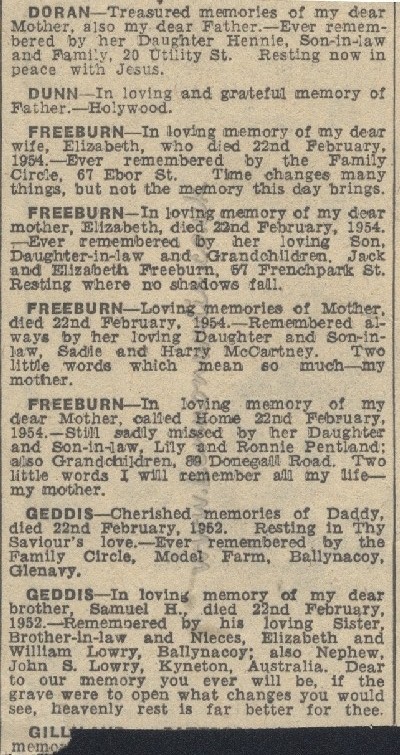 DORAN—Treasured memories of my dear
Mother, also my dear Father.—Ever remem-
bered by her Daughter Hennie, Son-in-law
and Family, 20 Utility St. Resting now in
peace with Jesus.
DUNN—In loving and grateful memory of
Father.—Holywood.
FREEBURN—In loving memory of my dear
wife, Elizabeth, who died 22nd February,
1954.—Ever remembered by the Family
Circle, 67 Ebor St. Time changes many
things, but not the memory this day brings.
FREEBURN—In loving memory of my dear
mother, Elizabeth, died 22nd February, 1954.
—Ever remembered by her loving Son,
Daughter-in-law and Grandchildren, Jack
and Elizabeth Freeburn, 67 Frenchpark St.
Resting where no shadows fall.
FREEBURN—Loving memories of Mother,
died 22nd February, 1954.—Remembered al-
ways by her loving Daughter and Son-in-
law, Sadie and Harry McCartney. Two
little words which mean so much—my
mother.
FREEBURN—In loving memory of my
dear Mother, called Home 22nd February,
1954.—Still sadly missed by her Daughter
and Son-in-law, Lily and Ronnie Pentland;
also Grandchildren, Donegall Road. Two
little words I will remember all my life—
my mother.
GEDDIS—Cherished memories of Daddy,
died 22nd February, 1952. Resting in Thy
Saviour's love.—Ever remembered by the
Family Circle, Model Farm, Ballynacoy,
Glenavy.
GEDDIS—In loving memory of my dear
brother, Samuel H., died 22nd February,
1952.—Remembered by his loving Sister,
Brother-in-law and Nieces, Elizabeth and
William Lowry, Ballynacoy; also Nephew,
John S. Lowry, Kyneton, Australia. Dear
to our memory you ever will be, if the
grave were to open what changes you would
see, heavenly rest is far better for thee.